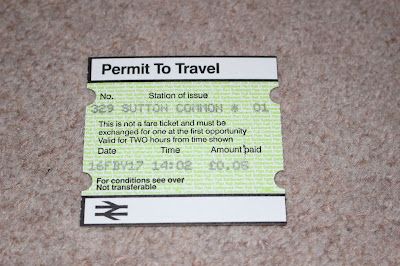 Permit To Travel
No. Station of issue
329 SUTTON COMMON # 01
This is not a fare ticket and must be
exchanged for one at the first opportunity
Valid for TWO hours from time shown
Date Time Amount paid
16FBY17 14:02 £0.05
For conditions see over
Not transferable